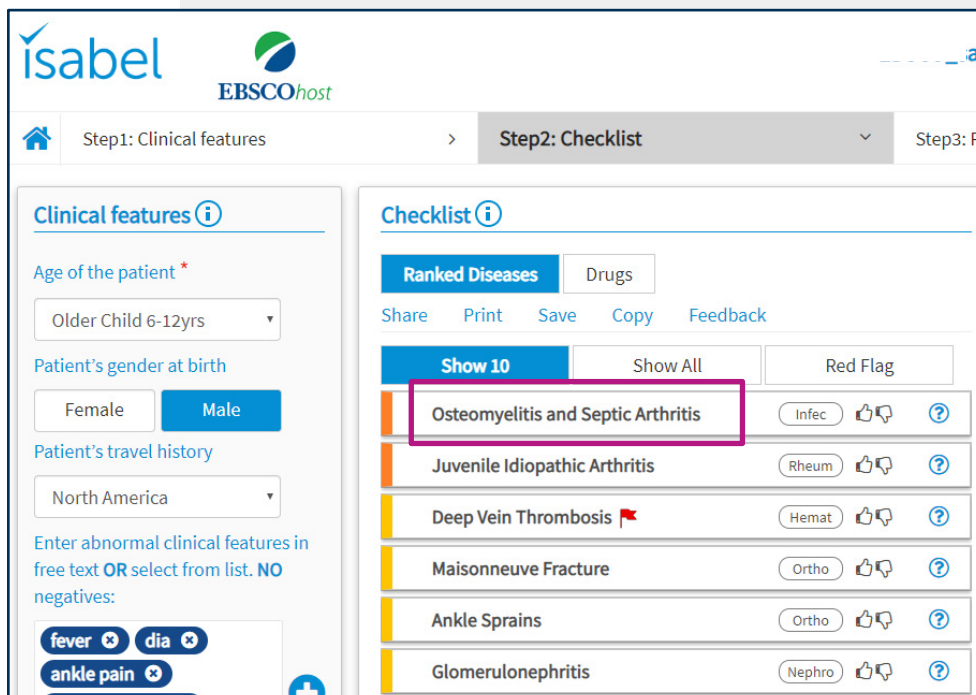 isabel
EBSCOhost
Step1: Clinical features
Step2: Checklist
Step3:
Clinical features
Age of the patient *
Older Child 6-12yrs
Patient's gender at birth
Female Male
Patient's travel history
North America
Enter abnormal clinical features in
free text OR select from list. NO
negatives:
fever dia
ankle pain
Checklist
Ranked Diseases Drugs
Share Print Save Copy Feedback
Show 10 Show All Red Flag
Osteomyelitis and Septic Arthritis Infec
Juvenile Idiopathic Arthritis Rheum
Deep Vein Thrombosis Hemat
Maisonneuve Fracture Ortho
Ankle Sprains Ortho
Glomerulonephritis Nephro